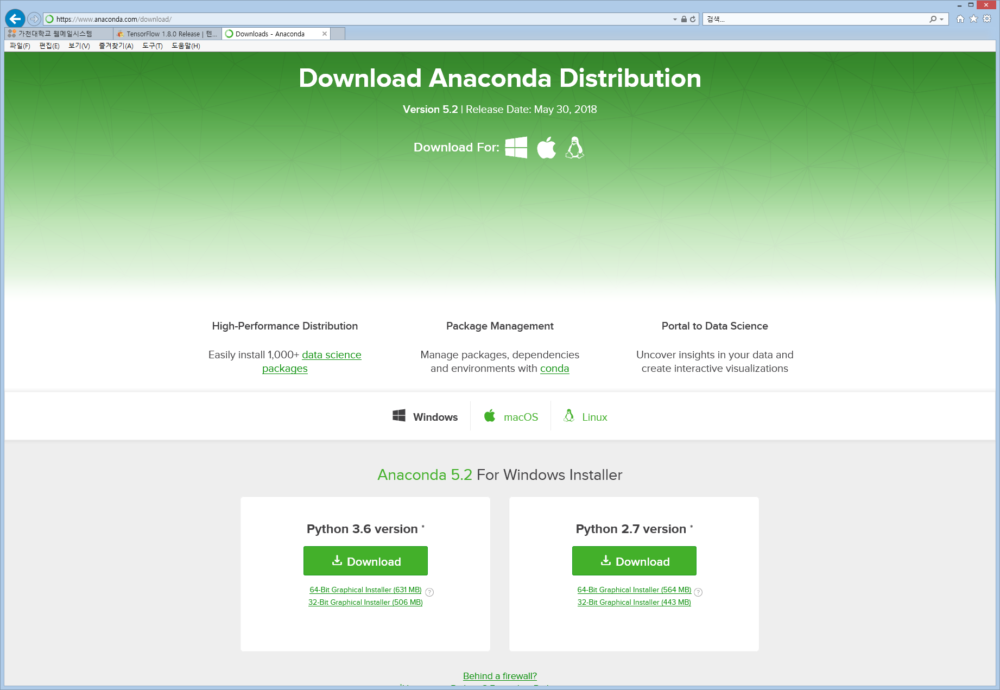 https://www.anaconda.com/download/
검색...
가천대학교 웹메일시스템
TensorFlow 1.8.0 Release | 텐...
Downloads - Anaconda
파일(F) 편집(E) 보기(V) 즐겨찾기(A) 도구(T) 도움말(H)
Download Anaconda Distribution
Version 5.2 | Release Date: May 30, 2018
Download For:
High-Performance Distribution
Easily install 1,000+ data science
packages
Package Management
Manage packages, dependencies
and environments with conda
Portal to Data Science
Uncover insights in your data and
create interactive visualizations
Windows
macOS
Linux
Anaconda 5.2 For Windows Installer
Python 3.6 version *
Download
64-Bit Graphical Installer (631 MB) ?
32-Bit Graphical Installer (506 MB)
Python 2.7 version *
Download
64-Bit Graphical Installer (564 MB) ?
32-Bit Graphical Installer (443 MB)
Behind a firewall?